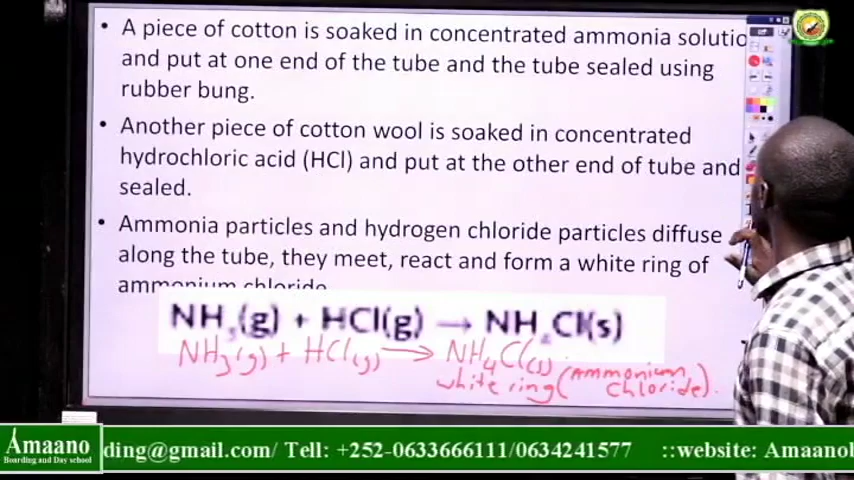 • A piece of cotton is soaked in concentrated ammonia solutio
and put at one end of the tube and the tube sealed using
rubber bung.
• Another piece of cotton wool is soaked in concentrated
hydrochloric acid (HCl) and put at the other end of tube and
sealed.
• Ammonia particles and hydrogen chloride particles diffuse
along the tube, they meet, react and form a white ring of
ammonium chloride
NH₃(g) + HCl(g) → NH₄Cl(s)
NH₃(g) + HCl(g) → NH₄Cl(s)
white ring (Ammonium
chloride).
Amaano
Boarding and Day school
ding@gmail.com/ Tell: +252-0633666111/0634241577 ::website: Amaanob